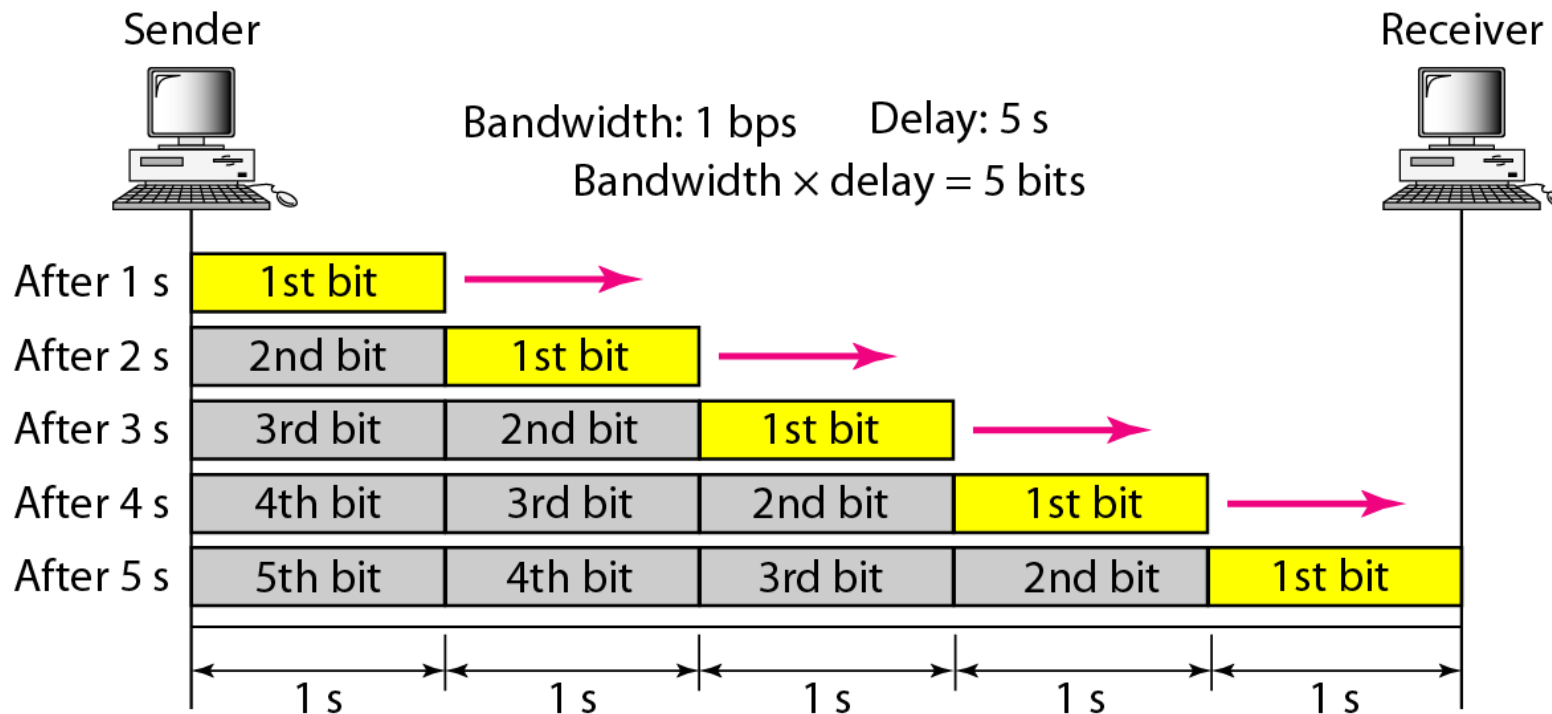 Sender
Receiver
Bandwidth: 1 bps Delay: 5 s
Bandwidth × delay = 5 bits
After 1 s 1st bit
After 2 s 2nd bit 1st bit
After 3 s 3rd bit 2nd bit 1st bit
After 4 s 4th bit 3rd bit 2nd bit 1st bit
After 5 s 5th bit 4th bit 3rd bit 2nd bit 1st bit
1 s 1 s 1 s 1 s 1 s